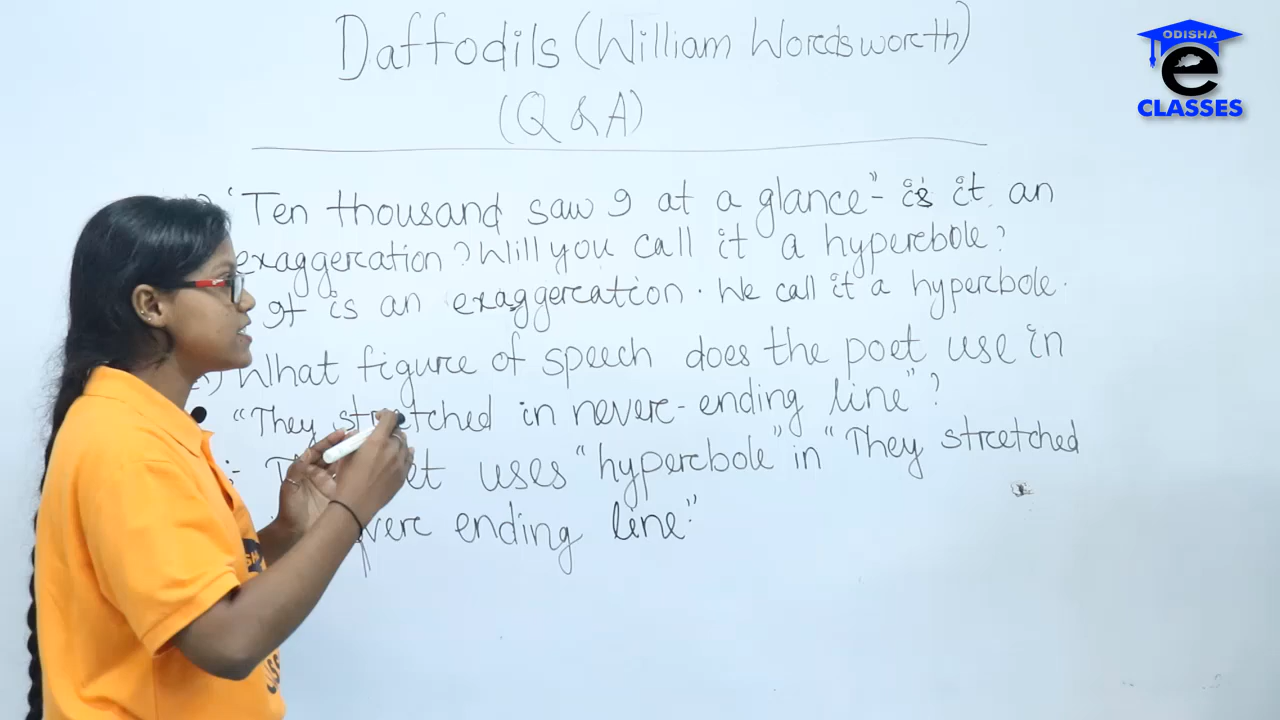 Daffodils (William Wordsworth)
(Q & A)
ODISHA
e
CLASSES
) "Ten thousand saw I at a glance" - is it an
exaggeration? Will you call it a hyperbole?
It is an exaggeration. We call it a hyperbole.
) What figure of speech does the poet use in
"They stretched in never-ending line"?
:- uses "hyperbole" in "They stretched
ending line."